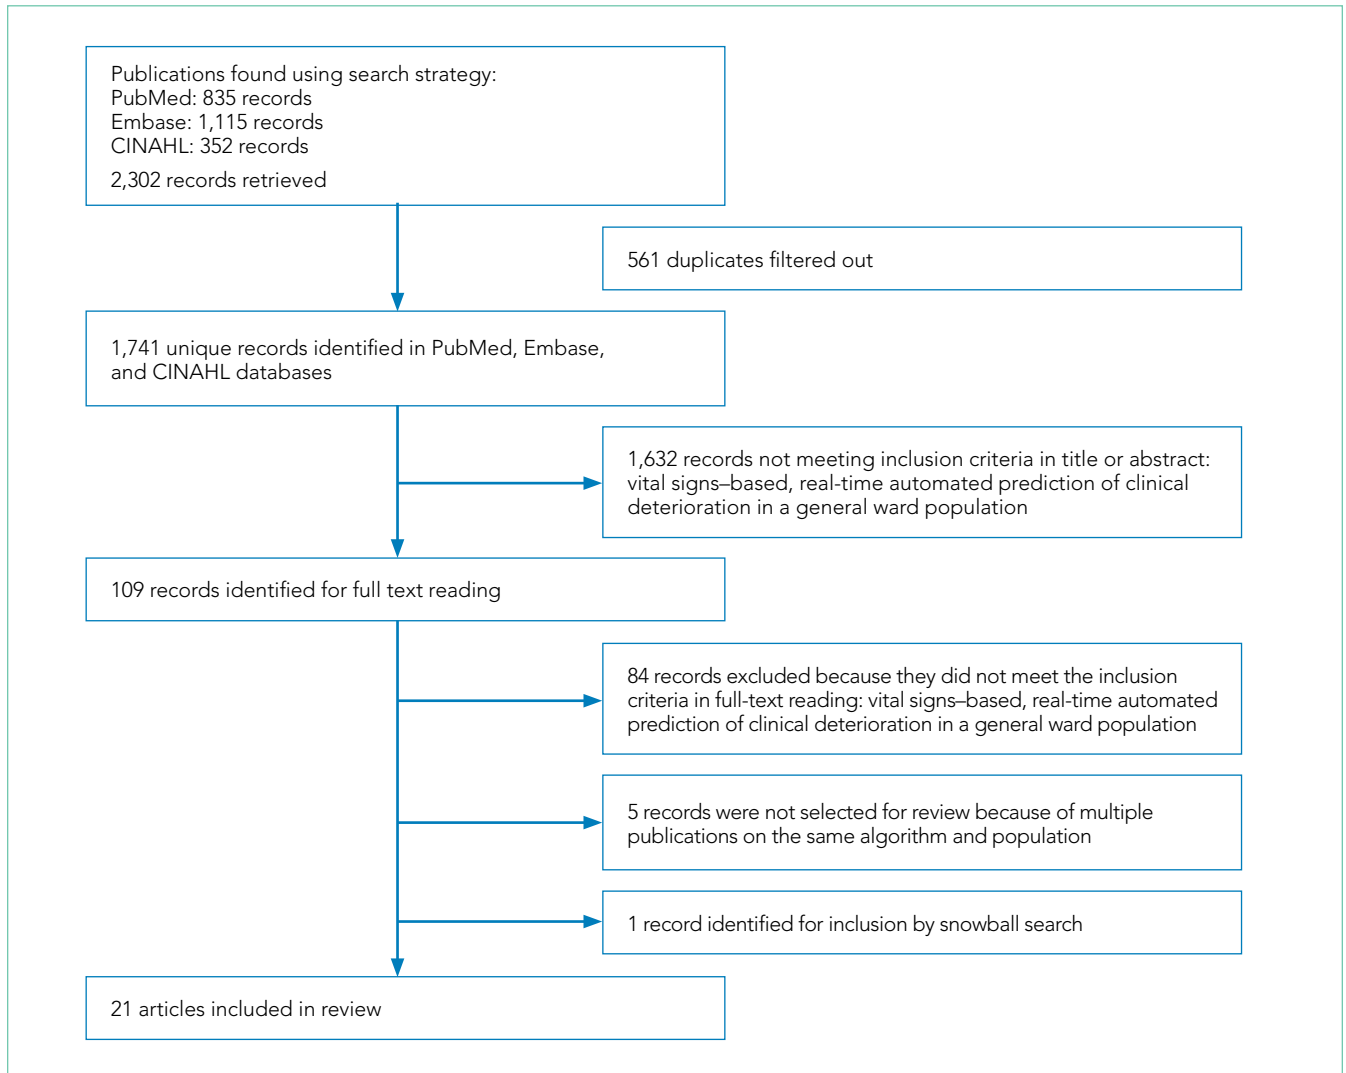 Publications found using search strategy:
PubMed: 835 records
Embase: 1,115 records
CINAHL: 352 records
2,302 records retrieved
561 duplicates filtered out
1,741 unique records identified in PubMed, Embase,
and CINAHL databases
1,632 records not meeting inclusion criteria in title or abstract:
vital signs–based, real-time automated prediction of clinical
deterioration in a general ward population
109 records identified for full text reading
84 records excluded because they did not meet the inclusion
criteria in full-text reading: vital signs–based, real-time automated
prediction of clinical deterioration in a general ward population
5 records were not selected for review because of multiple
publications on the same algorithm and population
1 record identified for inclusion by snowball search
21 articles included in review